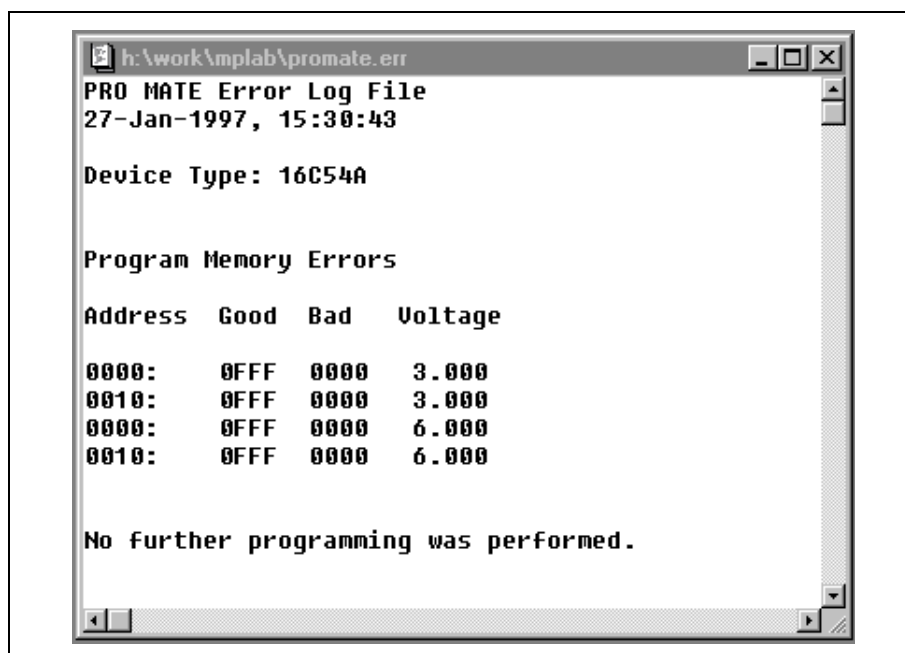 h:\work\mplab\promate.err
PRO MATE Error Log File
27-Jan-1997, 15:30:43
Device Type: 16C54A
Program Memory Errors
Address Good Bad Voltage
0000: 0FFF 0000 3.000
0010: 0FFF 0000 3.000
0000: 0FFF 0000 6.000
0010: 0FFF 0000 6.000
No further programming was performed.